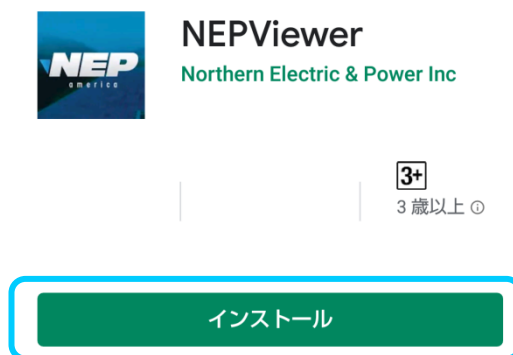 NEPViewer
NEP
america
Northern Electric & Power Inc
3+
3 歳以上
インストール